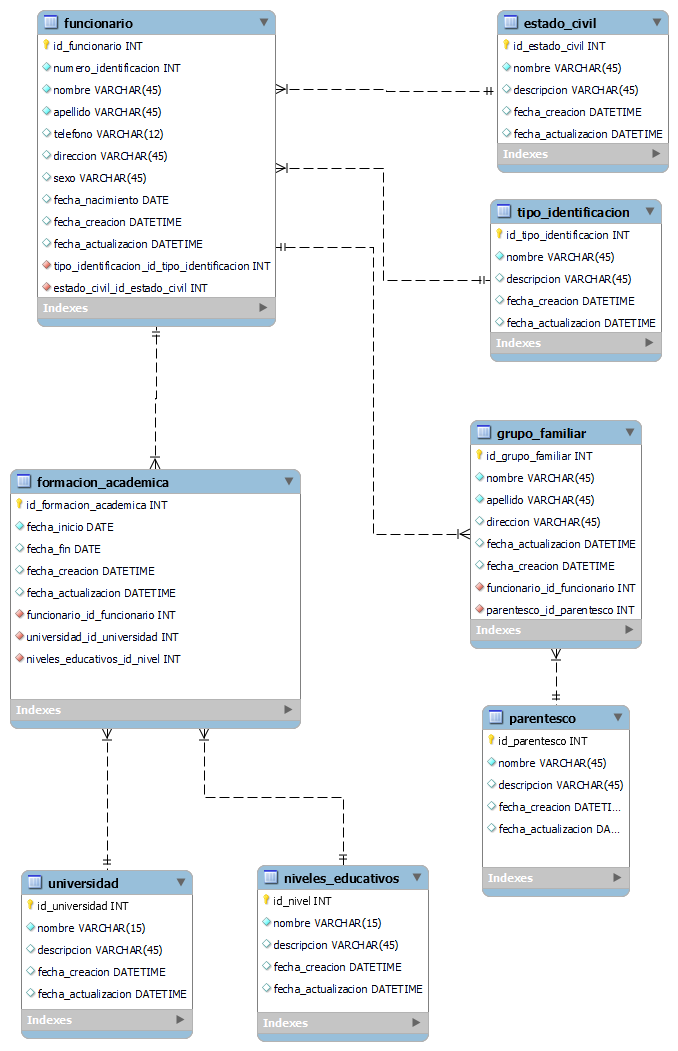 funcionario
id_funcionario INT
numero_identificacion INT
nombre VARCHAR(45)
apellido VARCHAR(45)
telefono VARCHAR(12)
direccion VARCHAR(45)
sexo VARCHAR(45)
fecha_nacimiento DATE
fecha_creacion DATETIME
fecha_actualizacion DATETIME
tipo_identificacion_id_tipo_identificacion INT
estado_civil_id_estado_civil INT
Indexes
estado_civil
id_estado_civil INT
nombre VARCHAR(45)
descripcion VARCHAR(45)
fecha_creacion DATETIME
fecha_actualizacion DATETIME
Indexes
tipo_identificacion
id_tipo_identificacion INT
nombre VARCHAR(45)
descripcion VARCHAR(45)
fecha_creacion DATETIME
fecha_actualizacion DATETIME
Indexes
grupo_familiar
id_grupo_familiar INT
nombre VARCHAR(45)
apellido VARCHAR(45)
direccion VARCHAR(45)
fecha_actualizacion DATETIME
fecha_creacion DATETIME
funcionario_id_funcionario INT
parentesco_id_parentesco INT
Indexes
formacion_academica
id_formacion_academica INT
fecha_inicio DATE
fecha_fin DATE
fecha_creacion DATETIME
fecha_actualizacion DATETIME
funcionario_id_funcionario INT
universidad_id_universidad INT
niveles_educativos_id_nivel INT
Indexes
parentesco
id_parentesco INT
nombre VARCHAR(45)
descripcion VARCHAR(45)
fecha_creacion DATETI...
fecha_actualizacion DA...
Indexes
universidad
id_universidad INT
nombre VARCHAR(15)
descripcion VARCHAR(45)
fecha_creacion DATETIME
fecha_actualizacion DATETIME
Indexes
niveles_educativos
id_nivel INT
nombre VARCHAR(15)
descripcion VARCHAR(45)
fecha_creacion DATETIME
fecha_actualizacion DATETIME
Indexes